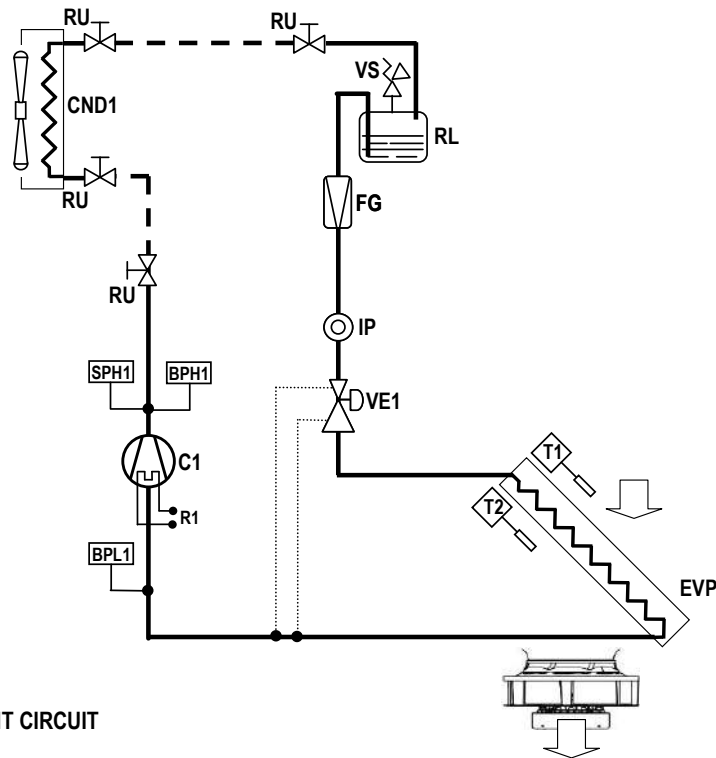 RU
RU
VS
CND1
RL
RU
FG
RU
IP
SPH1
BPH1
VE1
C1
T1
R1
T2
BPL1
EVP
IT CIRCUIT